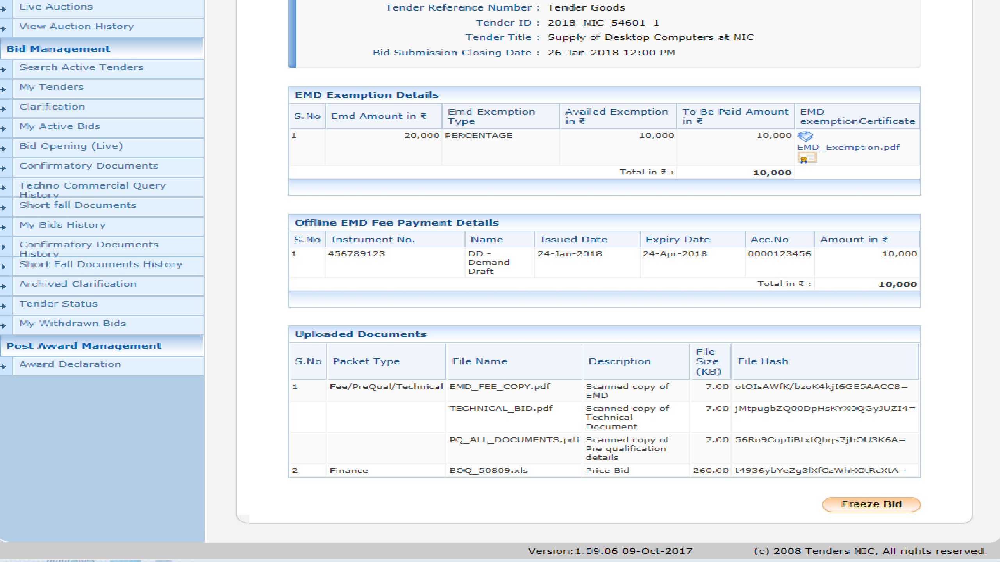 Live Auctions
View Auction History
Bid Management
Search Active Tenders
My Tenders
Clarification
My Active Bids
Bid Opening (Live)
Confirmatory Documents
Techno Commercial Query
History
Short fall Documents
My Bids History
Confirmatory Documents
History
Short Fall Documents History
Archived Clarification
Tender Status
My Withdrawn Bids
Post Award Management
Award Declaration
Tender Reference Number : Tender Goods
Tender ID : 2018_NIC_54601_1
Tender Title : Supply of Desktop Computers at NIC
Bid Submission Closing Date : 26-Jan-2018 12:00 PM
EMD Exemption Details
S.No Emd Amount in ₹ Emd Exemption Type Availed Exemption in ₹ To Be Paid Amount in ₹ EMD exemptionCertificate
1 20,000 PERCENTAGE 10,000 10,000 EMD_Exemption.pdf
Total in ₹ : 10,000
Offline EMD Fee Payment Details
S.No Instrument No. Name Issued Date Expiry Date Acc.No Amount in ₹
1 456789123 DD - Demand Draft 24-Jan-2018 24-Apr-2018 0000123456 10,000
Total in ₹ : 10,000
Uploaded Documents
S.No Packet Type File Name Description File Size (KB) File Hash
1 Fee/PreQual/Technical EMD_FEE_COPY.pdf Scanned copy of EMD 7.00 otOIsAWfK/bzoK4kjI6GE5AACC8=
TECHNICAL_BID.pdf Scanned copy of Technical Document 7.00 jMtpugbZQ00DpHsKYX0QGyJUZI4=
PQ_ALL_DOCUMENTS.pdf Scanned copy of Pre qualification details 7.00 56Ro9CopIiBtxfQbqs7jhOU3K6A=
2 Finance BOQ_50809.xls Price Bid 260.00 t4936ybYeZg3lXfCzWhKCtRcXtA=
Freeze Bid
Version:1.09.06 09-Oct-2017 (c) 2008 Tenders NIC, All rights reserved.